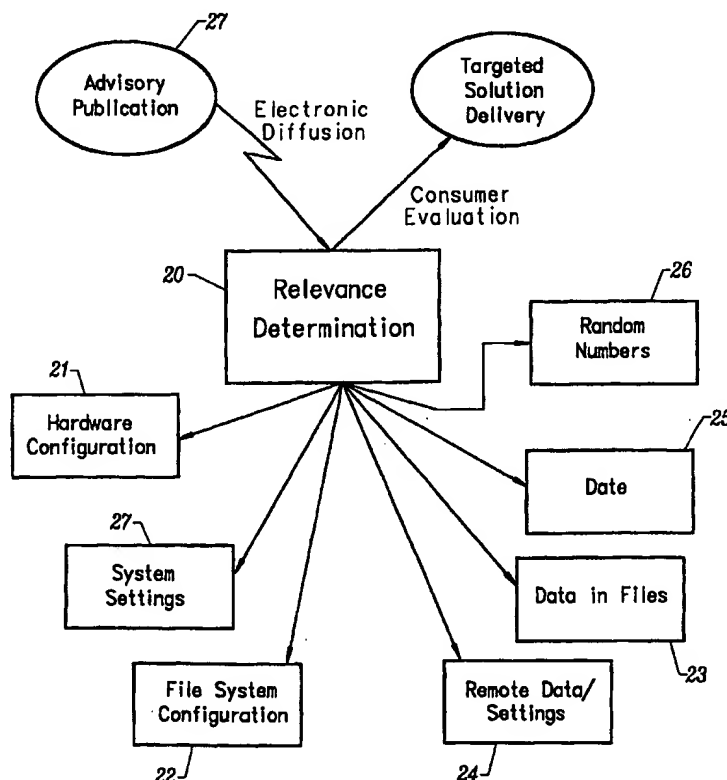 27
Advisory
Publication
Targeted
Solution
Delivery
Electronic
Diffusion
Consumer
Evaluation
20
Relevance
Determination
26
Random
Numbers
21
Hardware
Configuration
25
Date
27
System
Settings
Data in Files
23
File System
Configuration
22
Remote Data/
Settings
24